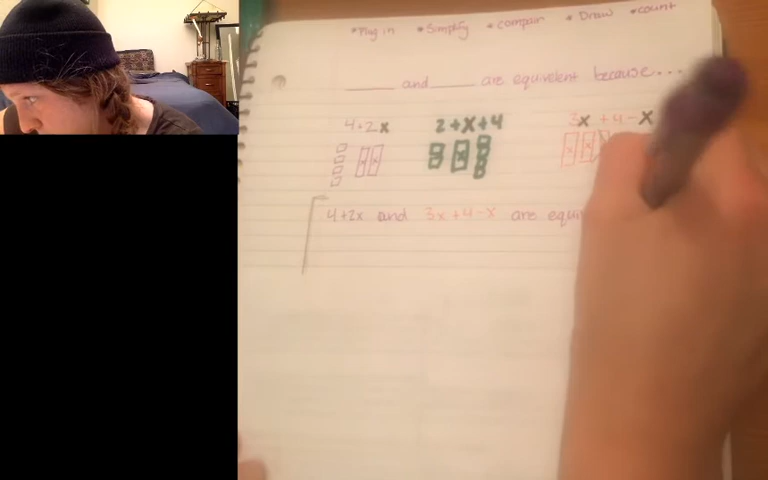 *Plug in *Simplify *compair *Draw *count
____ and ____ are equivalent because...
4+2x 2+x+4 3x+4-x
x x x x x
4+2x and 3x+4-x are equi